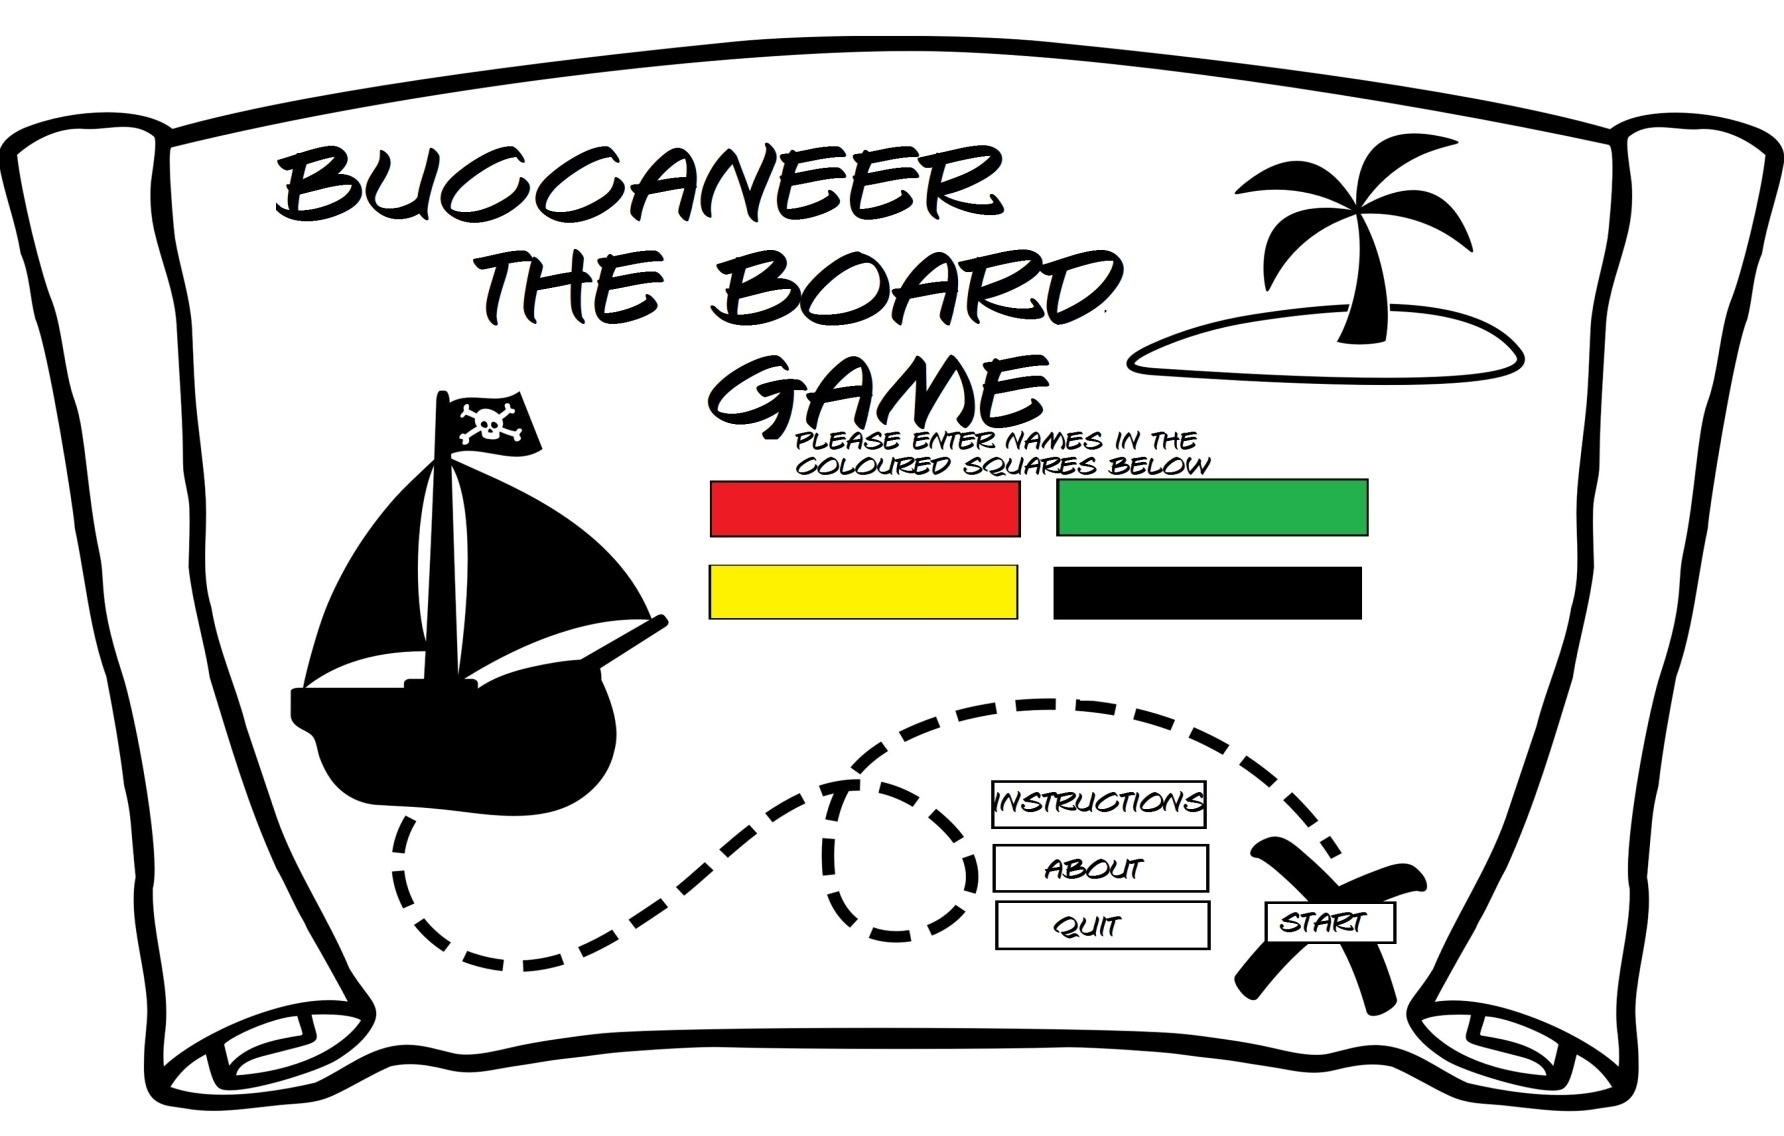 BUCCANEER
THE BOARD
GAME
PLEASE ENTER NAMES IN THE
COLOURED SQUARES BELOW
INSTRUCTIONS
ABOUT
QUIT
START